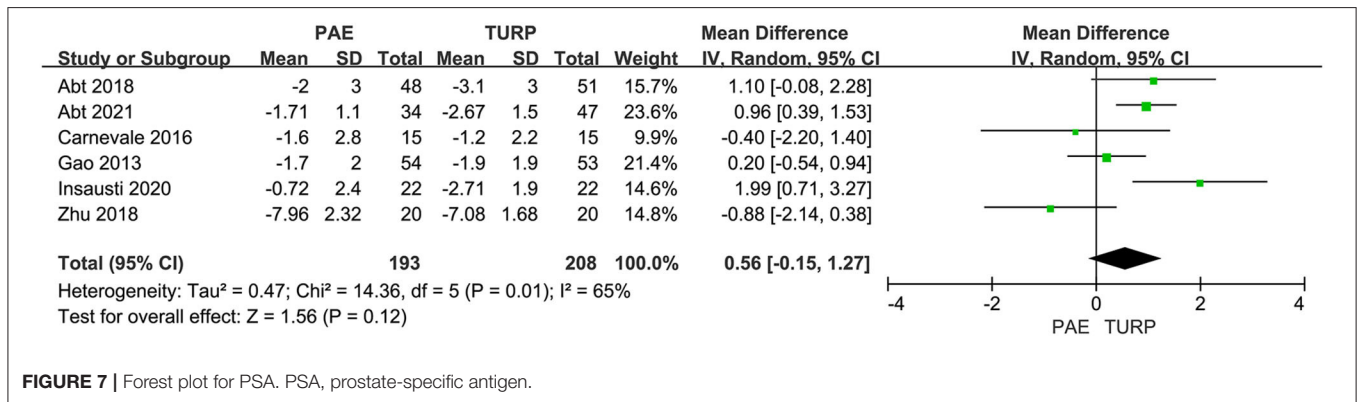 PAE TURP Mean Difference Mean Difference
Study or Subgroup Mean SD Total Mean SD Total Weight IV, Random, 95% CI IV, Random, 95% CI
Abt 2018 -2 3 48 -3.1 3 51 15.7% 1.10 [-0.08, 2.28]
Abt 2021 -1.71 1.1 34 -2.67 1.5 47 23.6% 0.96 [0.39, 1.53]
Carnevale 2016 -1.6 2.8 15 -1.2 2.2 15 9.9% -0.40 [-2.20, 1.40]
Gao 2013 -1.7 2 54 -1.9 1.9 53 21.4% 0.20 [-0.54, 0.94]
Insausti 2020 -0.72 2.4 22 -2.71 1.9 22 14.6% 1.99 [0.71, 3.27]
Zhu 2018 -7.96 2.32 20 -7.08 1.68 20 14.8% -0.88 [-2.14, 0.38]
Total (95% CI) 193 208 100.0% 0.56 [-0.15, 1.27]
Heterogeneity: Tau² = 0.47; Chi² = 14.36, df = 5 (P = 0.01); I² = 65%
Test for overall effect: Z = 1.56 (P = 0.12)
-4 -2 0 2 4
PAE TURP
FIGURE 7 | Forest plot for PSA. PSA, prostate-specific antigen.